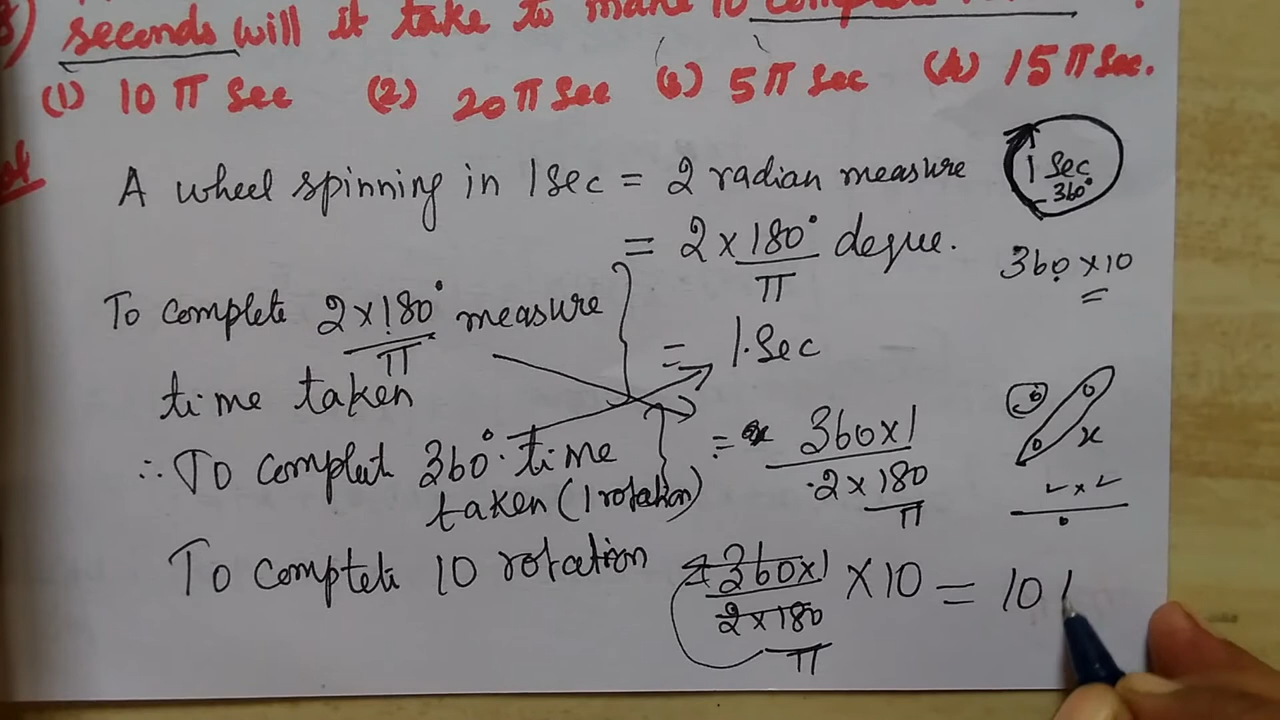 seconds will it take to make 10
(1) 10 π Sec (2) 20 π Sec (3) 5 π Sec (4) 15 π Sec.
A wheel spinning in 1 Sec = 2 radian measure
= 2 × 180° / π degree.
1 Sec
360°
360 × 10
=
To complete 2 × 180° / π measure
time taken = 1. Sec
∴ To complet 360° time
taken (1 rotation) = 360 × 1 / 2 × 180 / π
x
To complete 10 rotation 360 × 1 / 2 × 180 / π × 10 = 10